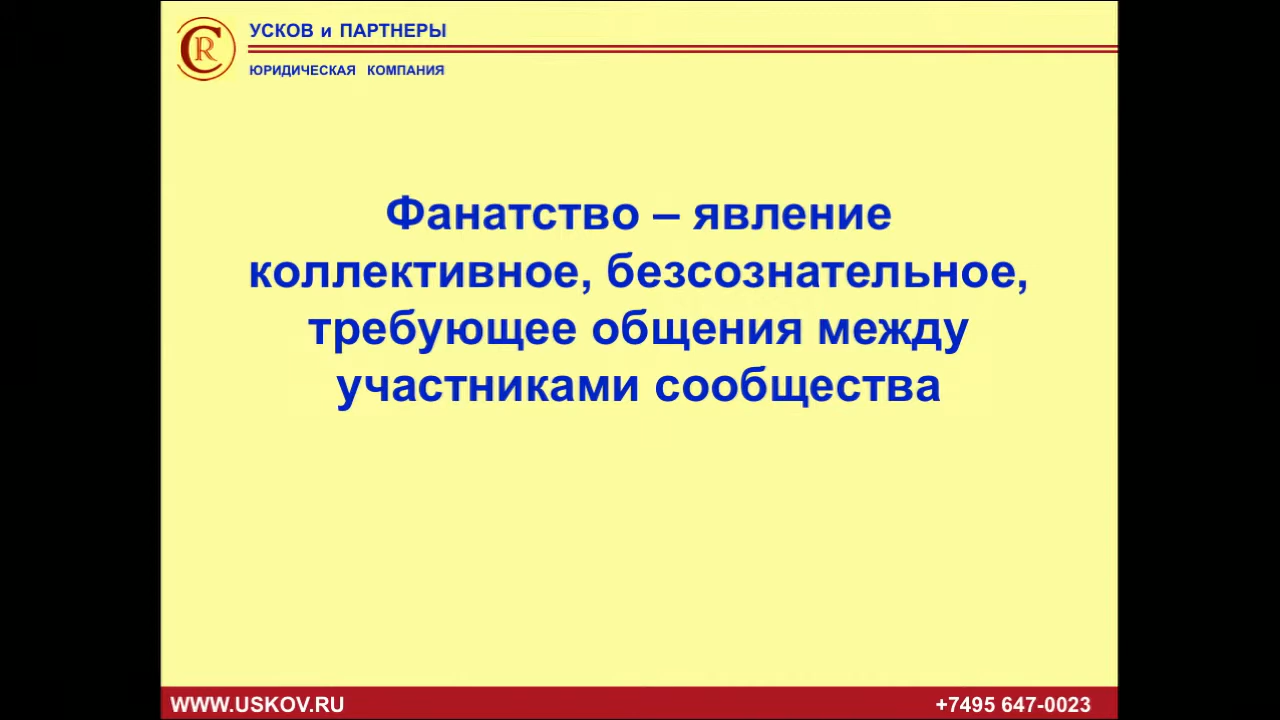 УСКОВ и ПАРТНЕРЫ
ЮРИДИЧЕСКАЯ КОМПАНИЯ
Фанатство – явление
коллективное, безсознательное,
требующее общения между
участниками сообщества
WWW.USKOV.RU
+7495 647-0023